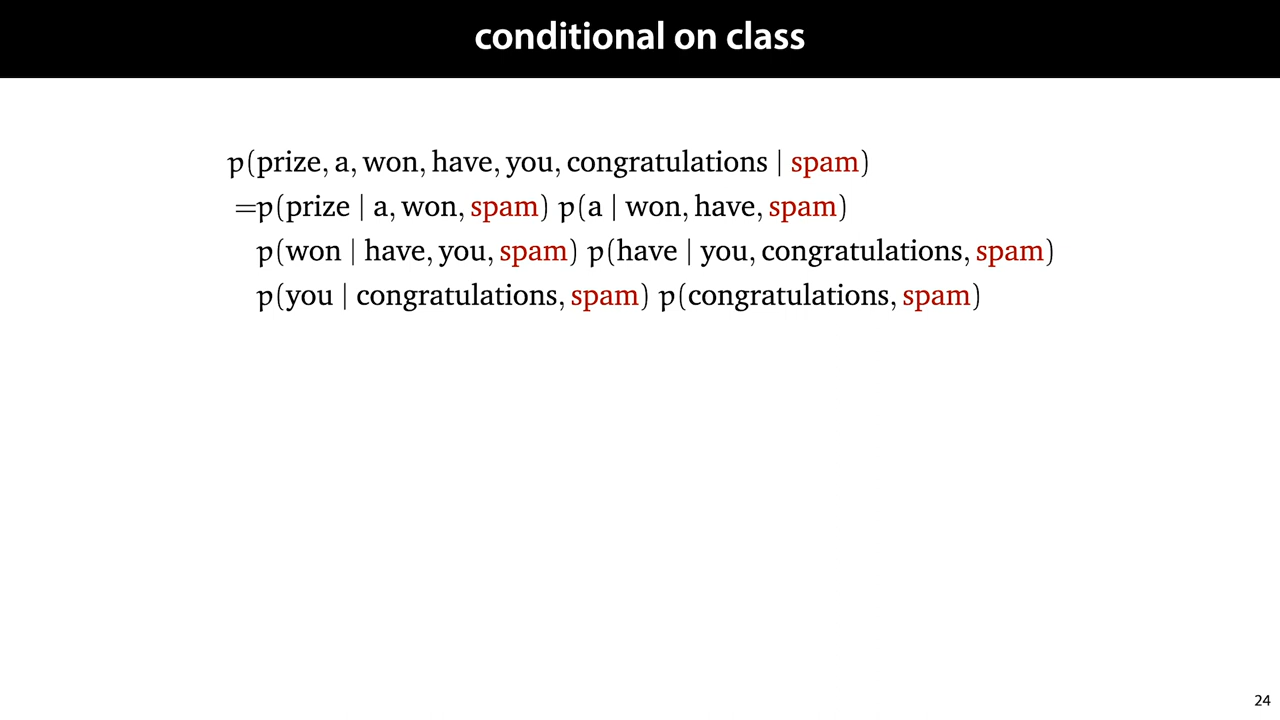 conditional on class
p(prize, a, won, have, you, congratulations | spam)
=p(prize | a, won, spam) p(a | won, have, spam)
p(won | have, you, spam) p(have | you, congratulations, spam)
p(you | congratulations, spam) p(congratulations, spam)
24